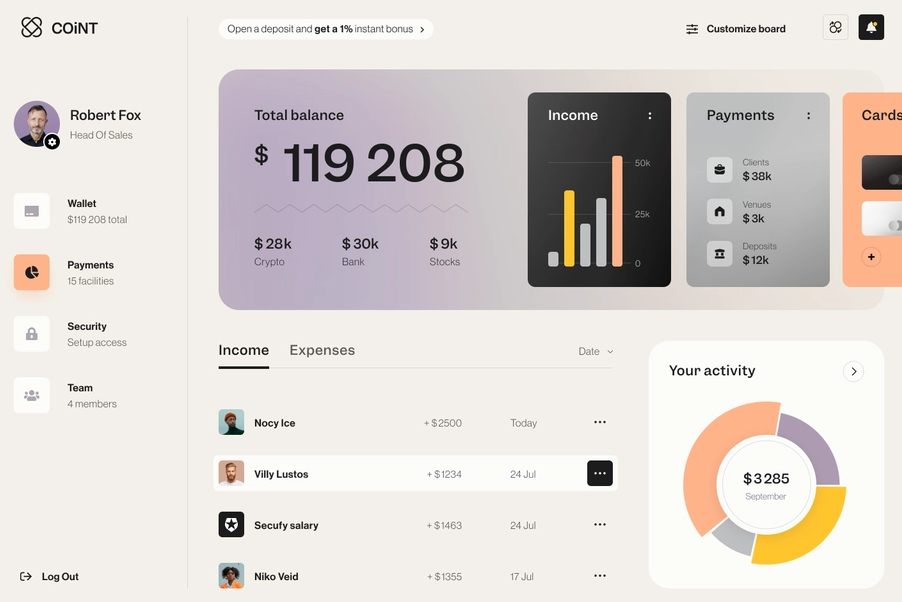 COiNT
Open a deposit and get a 1% instant bonus
Customize board
Robert Fox
Head Of Sales
Wallet
$119 208 total
Payments
15 facilities
Security
Setup access
Team
4 members
Log Out
Total balance
$ 119 208
$ 28k
Crypto
$ 30k
Bank
$ 9k
Stocks
Income
50k
25k
0
Payments
Clients
$ 38k
Venues
$ 3k
Deposits
$ 12k
Cards
Income
Expenses
Date
Nocy Ice + $ 2500 Today
Villy Lustos + $ 1234 24 Jul
Secufy salary + $ 1463 24 Jul
Niko Veid + $ 1355 17 Jul
Your activity
$ 3 285
September